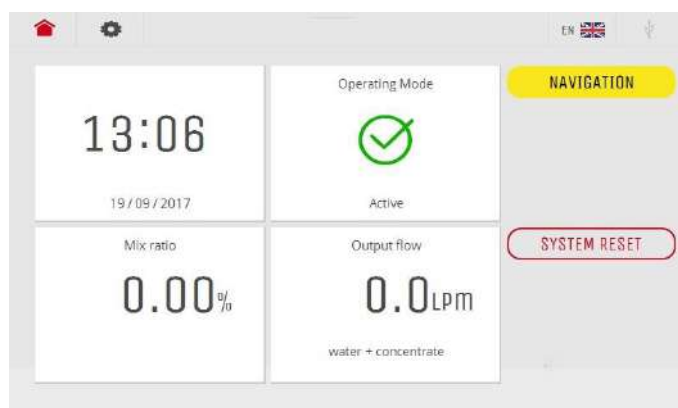 EN
13:06
19/09/2017
Operating Mode
Active
NAVIGATION
Mix ratio
0.00%
Output flow
0.0LPM
water + concentrate
SYSTEM RESET